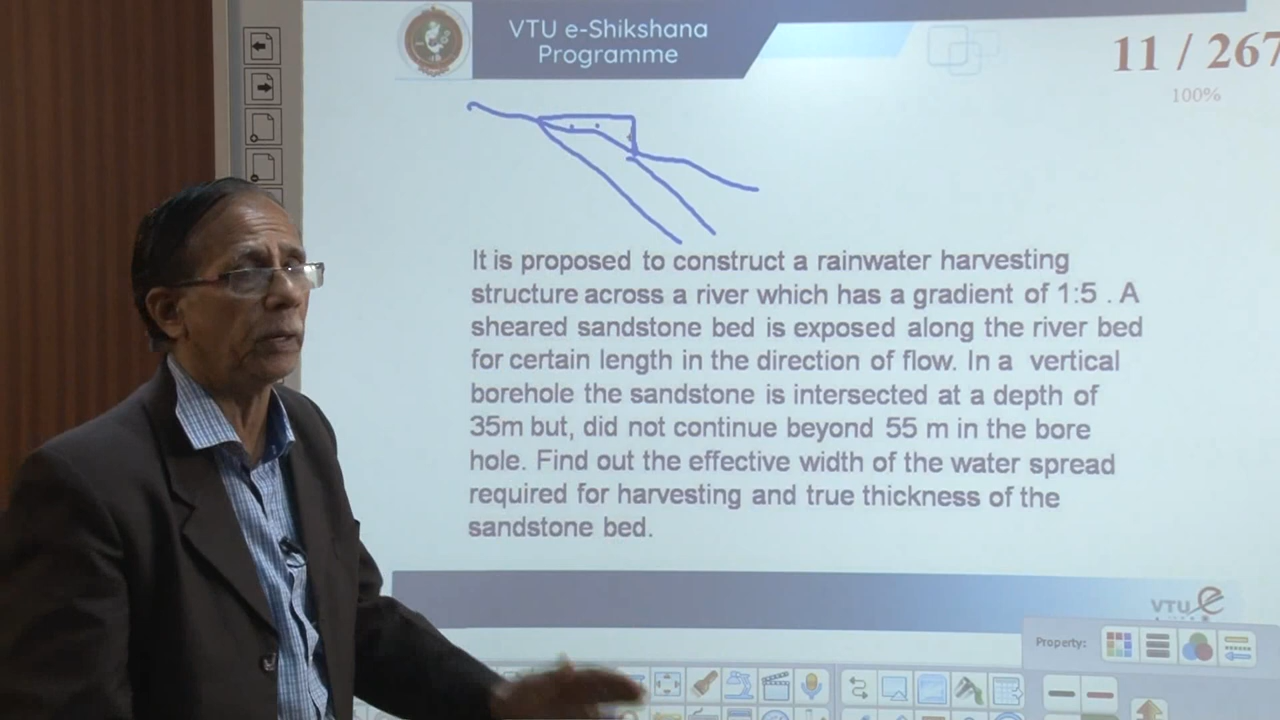 VTU e-Shikshana
Programme
11 / 267
100%
It is proposed to construct a rainwater harvesting
structure across a river which has a gradient of 1:5 . A
sheared sandstone bed is exposed along the river bed
for certain length in the direction of flow. In a vertical
borehole the sandstone is intersected at a depth of
35m but, did not continue beyond 55 m in the bore
hole. Find out the effective width of the water spread
required for harvesting and true thickness of the
sandstone bed.
VTU e
Property: